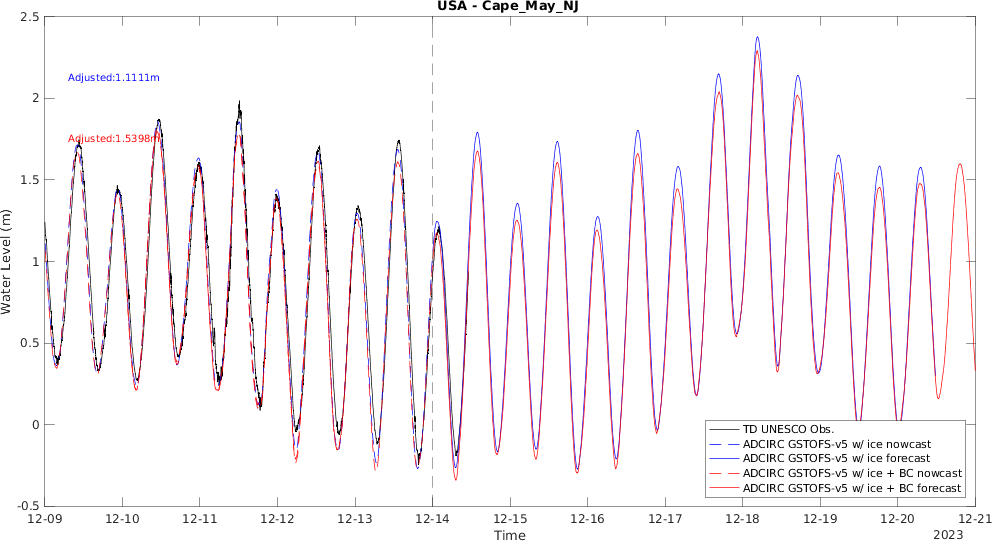 USA - Cape_May_NJ
2.5
2
1.5
1
0.5
0
-0.5
Water Level (m)
Adjusted:1.1111m
Adjusted:1.5398m
TD UNESCO Obs.
ADCIRC GSTOFS-v5 w/ ice nowcast
ADCIRC GSTOFS-v5 w/ ice forecast
ADCIRC GSTOFS-v5 w/ ice + BC nowcast
ADCIRC GSTOFS-v5 w/ ice + BC forecast
12-09 12-10 12-11 12-12 12-13 12-14 12-15 12-16 12-17 12-18 12-19 12-20 12-21
Time
2023